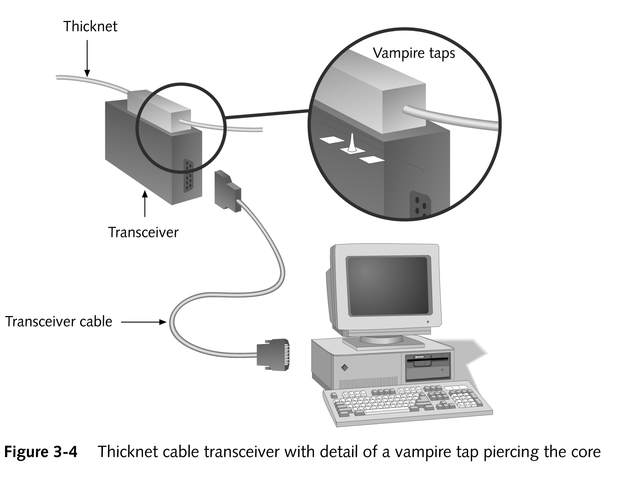 Thicknet
Vampire taps
Transceiver
Transceiver cable
Figure 3-4 Thicknet cable transceiver with detail of a vampire tap piercing the core